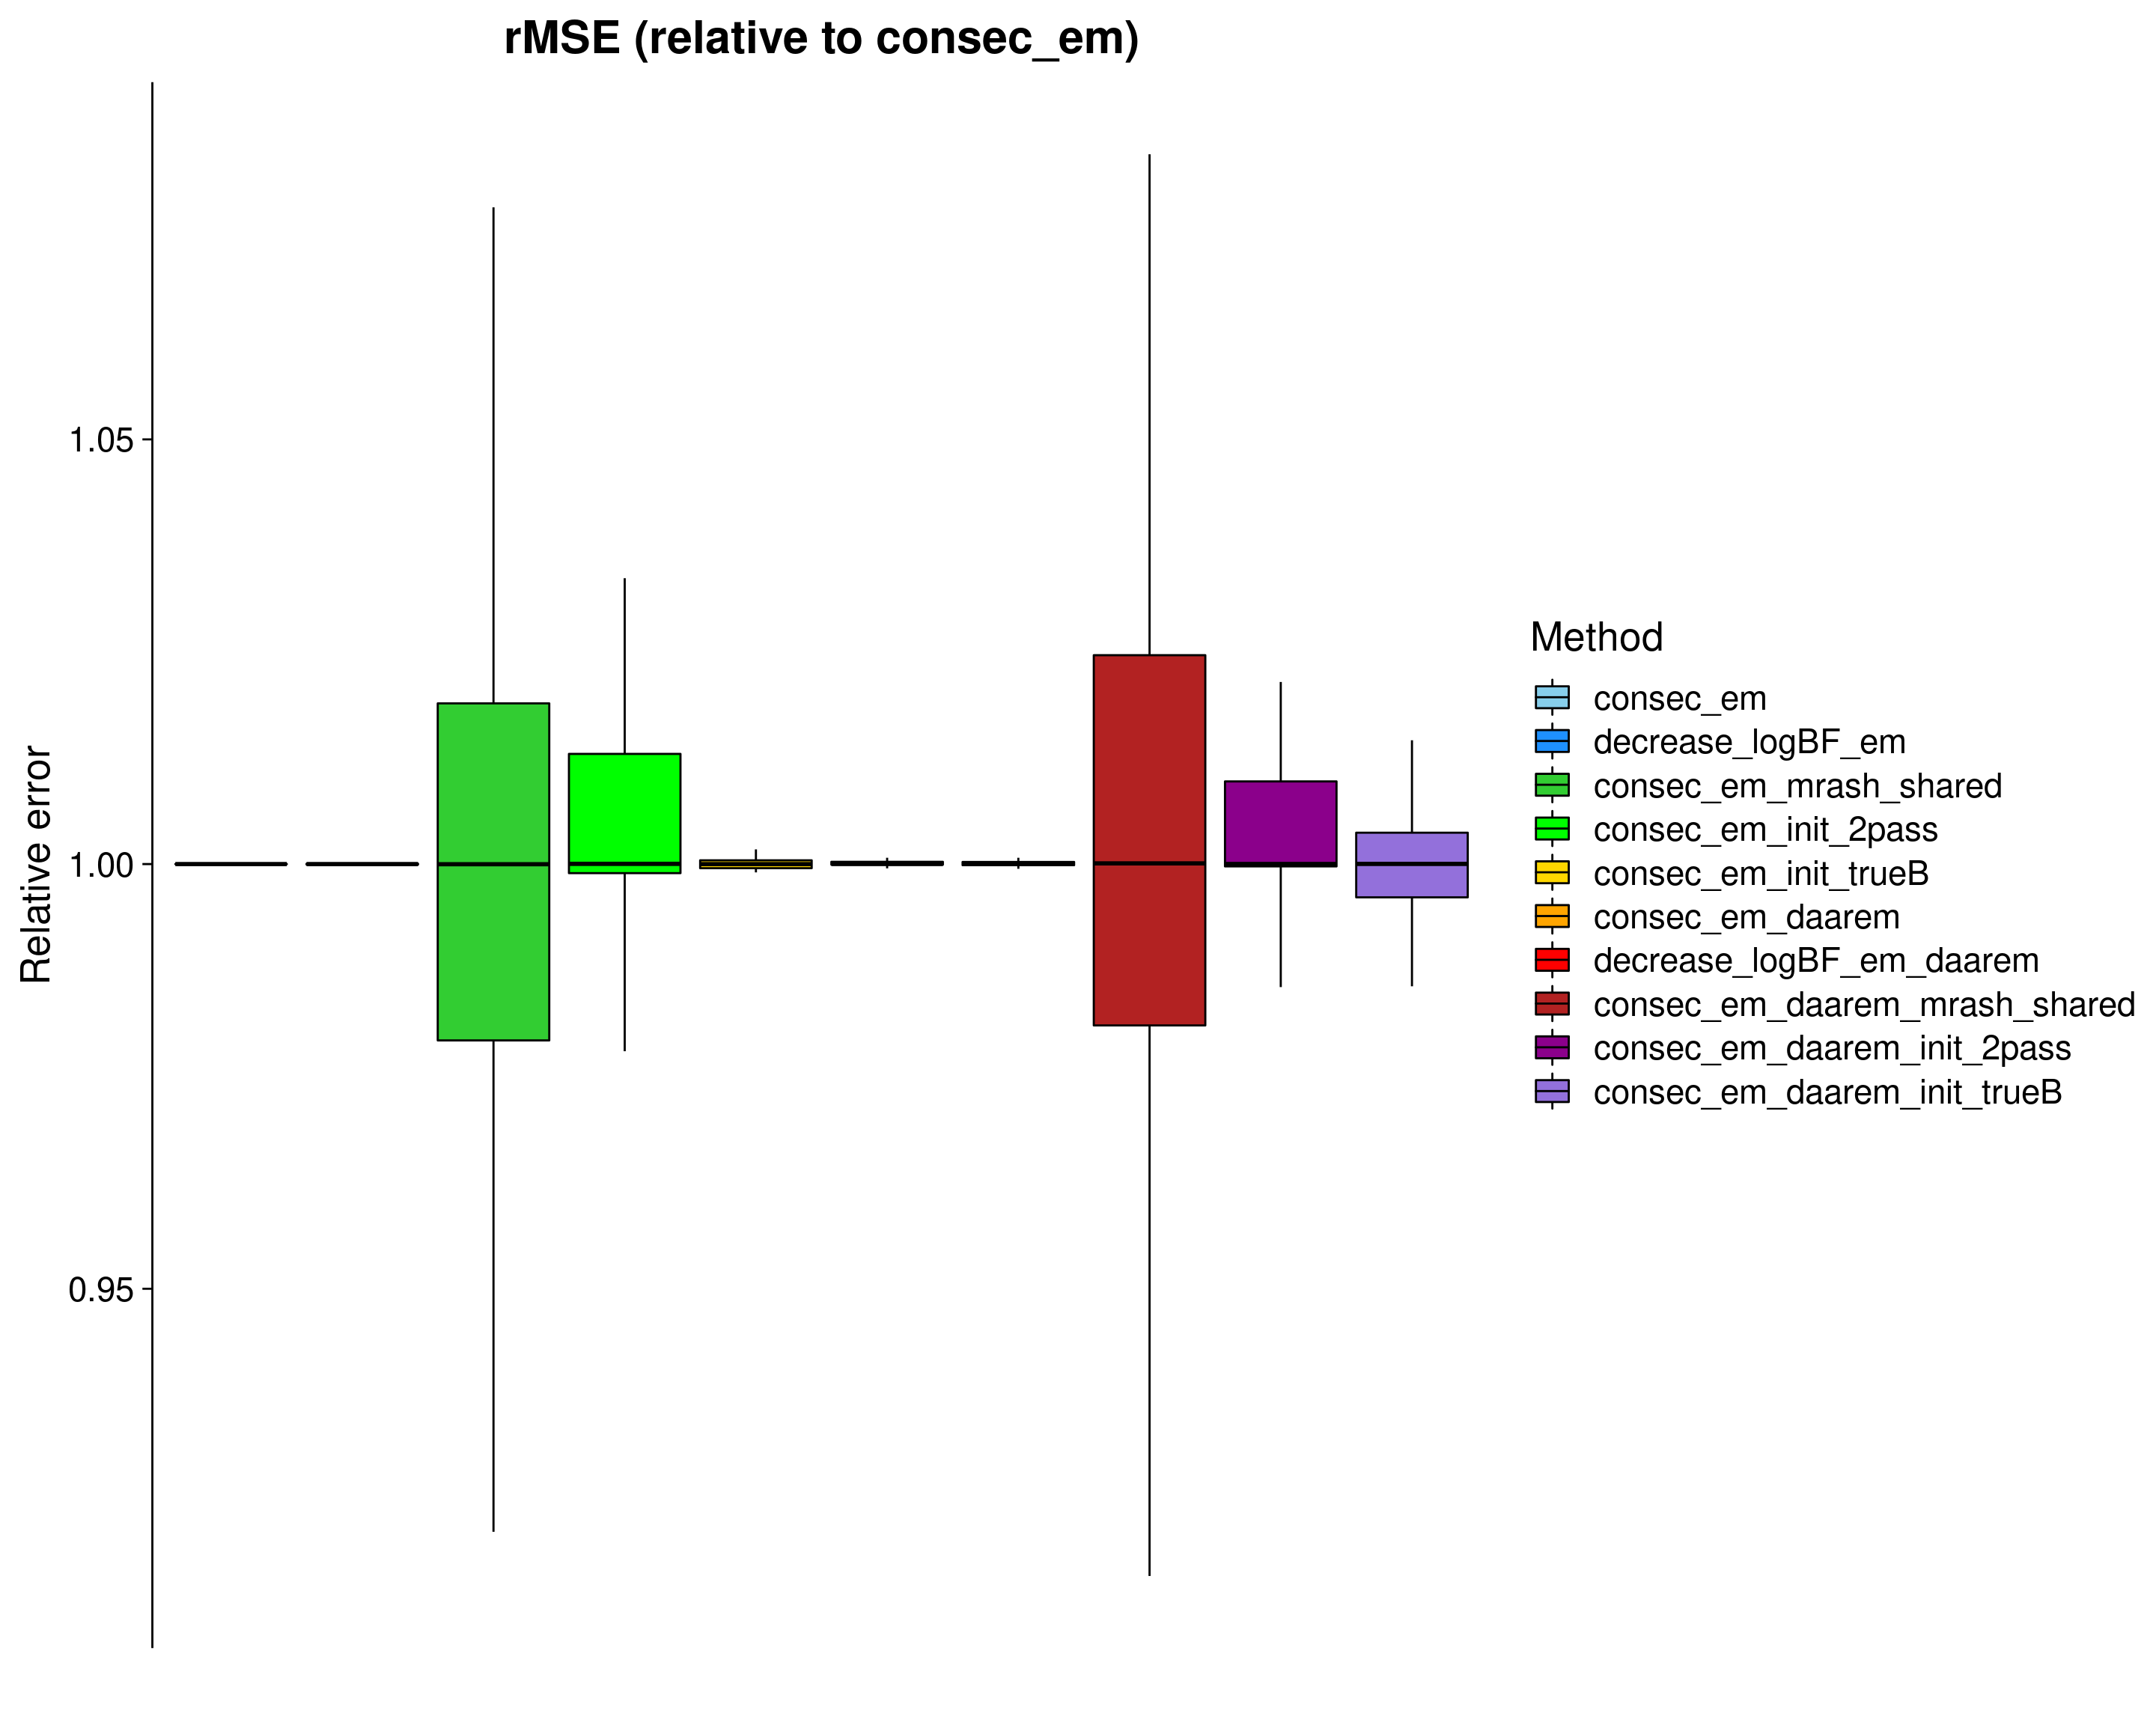 rMSE (relative to consec_em)
1.05
1.00
0.95
Relative error
Method
consec_em
decrease_logBF_em
consec_em_mrash_shared
consec_em_init_2pass
consec_em_init_trueB
consec_em_daarem
decrease_logBF_em_daarem
consec_em_daarem_mrash_shared
consec_em_daarem_init_2pass
consec_em_daarem_init_trueB